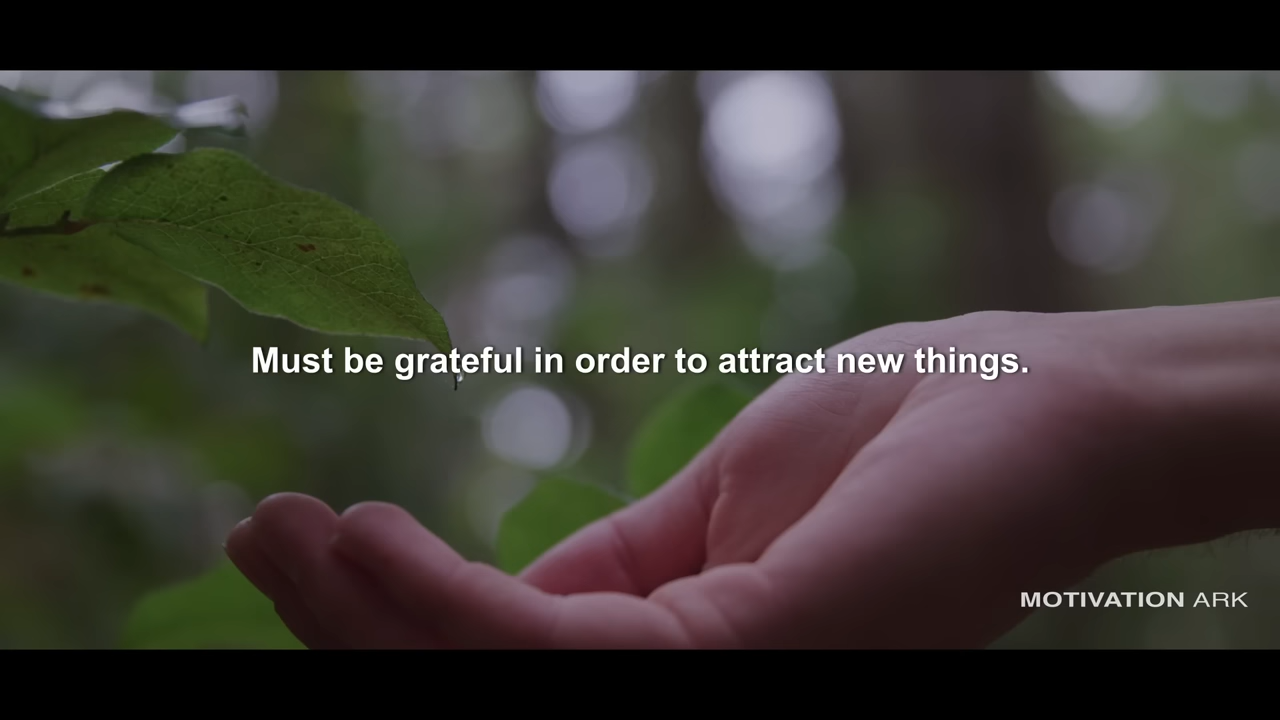 Must be grateful in order to attract new things.
MOTIVATION ARK